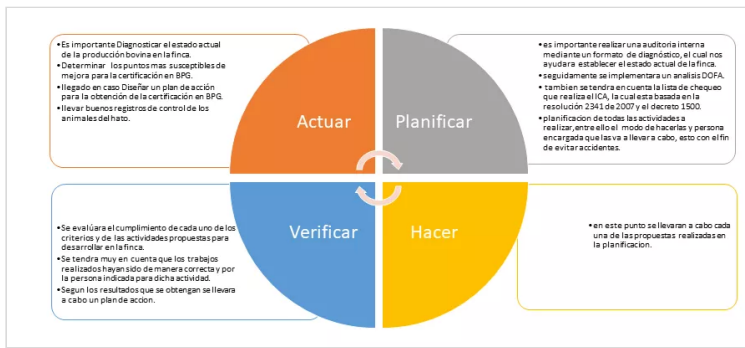 •Es importante Diagnosticar el estado actual
de la producción bovina en la finca.
•Determinar los puntos mas susceptibles de
mejora para la certificación en BPG.
•llegado en caso Diseñar un plan de acción
para la obtención de la certificación en BPG.
•llevar buenos registros de control de los
animales del hato.
Actuar
Planificar
•es importante realizar una auditoria interna
mediante un formato de diagnóstico, el cual nos
ayudara establecer el estado actual de la finca.
•seguidamente se implementara un analisis DOFA.
•tambien se tendra en cuenta la lista de chequeo
que realiza el ICA, la cual esta basada en la
resolución 2341 de 2007 y el decreto 1500.
•planificacion de todas las actividades a
realizar, entre ello el modo de hacerlas y persona
encargada que las va a llevar a cabo, esto con el fin
de evitar accidentes.
Verificar
Hacer
•Se evalúara el cumplimiento de cada uno de los
criterios y de las actividades propuestas para
desarrollar en la finca.
•Se tendra muy en cuenta que los trabajos
realizados hayan sido de manera correcta y por
la persona indicada para dicha actividad.
•Segun los resultados que se obtengan se llevara
a cabo un plan de accion.
•en este punto se llevaran a cabo cada
una de las propuestas realizadas en
la planificacion.